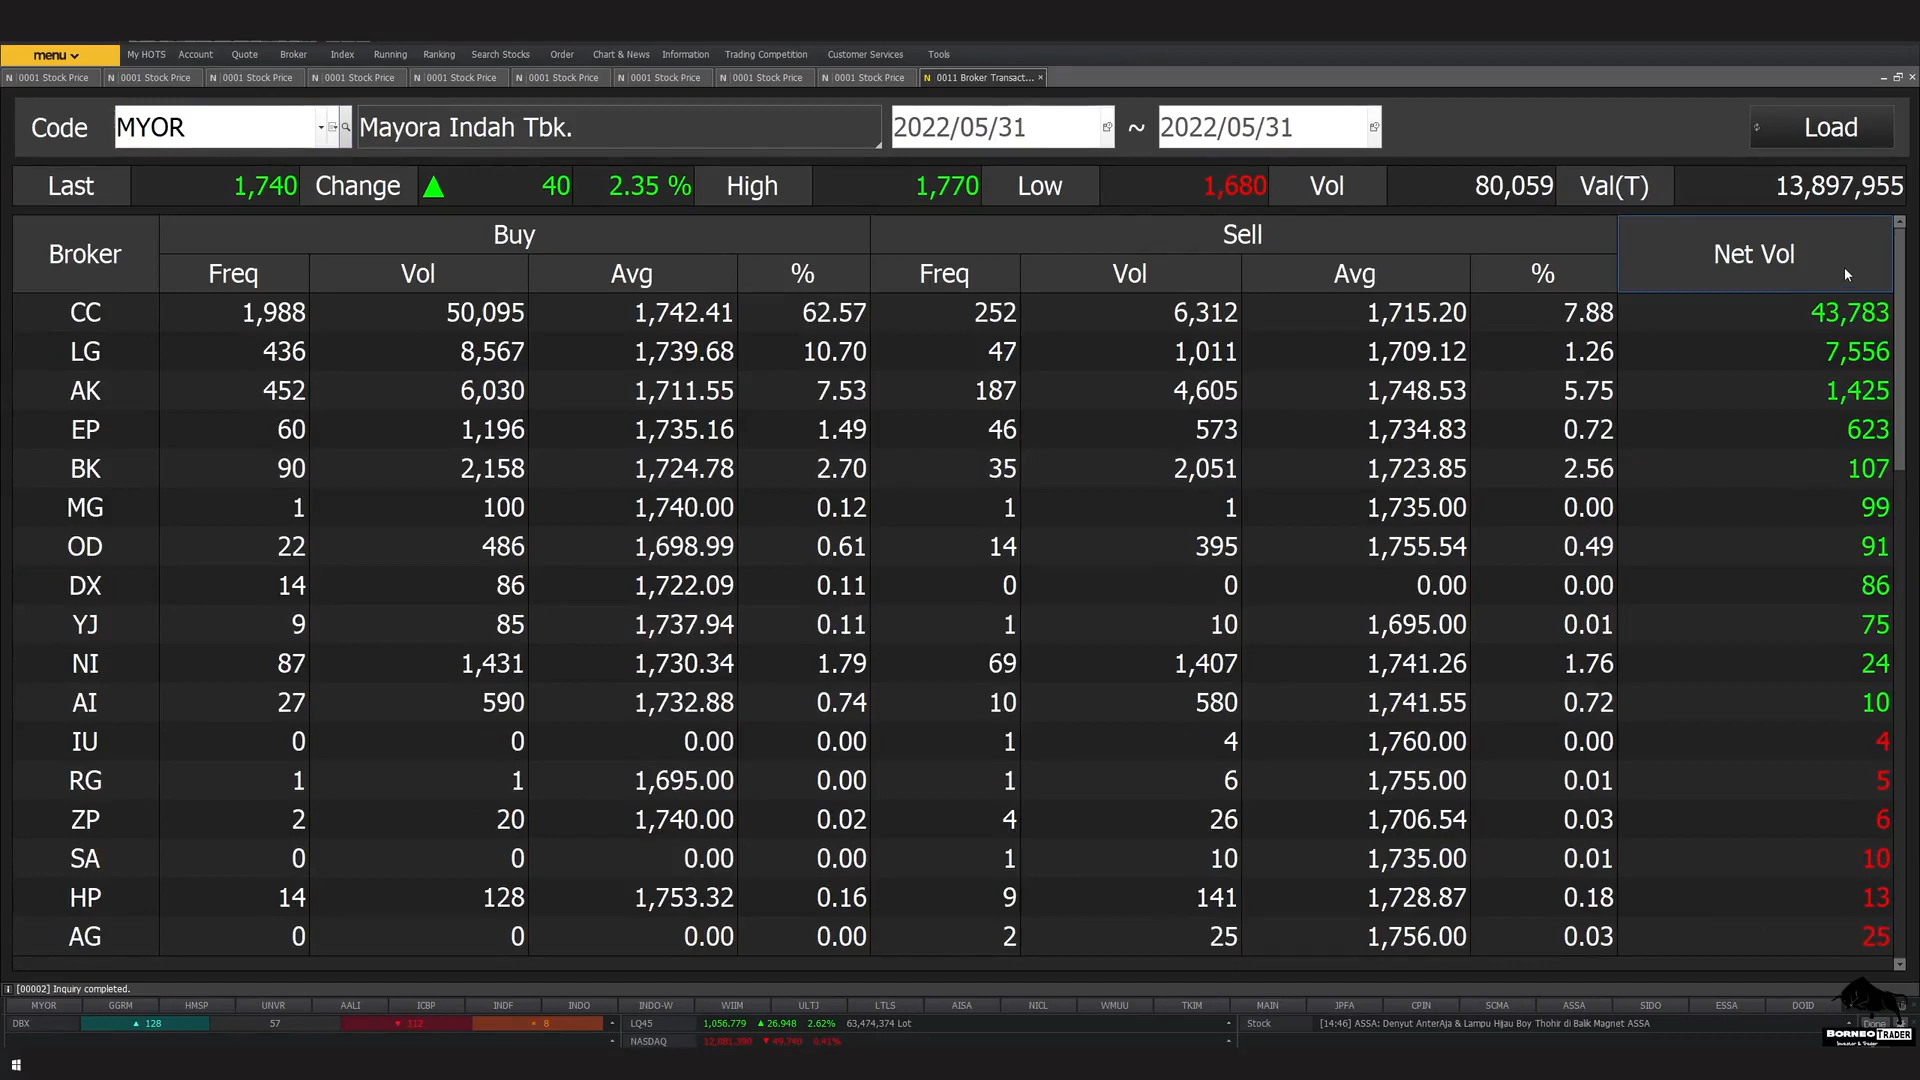 menu My HOTS Account Quote Broker Index Running Ranking Search Stocks Order Chart & News Information Trading Competition Customer Services Tools
N 0001 Stock Price N 0001 Stock Price N 0001 Stock Price N 0001 Stock Price N 0001 Stock Price N 0001 Stock Price N 0001 Stock Price N 0001 Stock Price N 0001 Stock Price N 0011 Broker Transact... ×
Code MYOR Mayora Indah Tbk. 2022/05/31 ~ 2022/05/31 Load
Last 1,740 Change ▲ 40 2.35 % High 1,770 Low 1,680 Vol 80,059 Val(T) 13,897,955
Broker Buy Sell Net Vol
Freq Vol Avg % Freq Vol Avg %
CC 1,988 50,095 1,742.41 62.57 252 6,312 1,715.20 7.88 43,783
LG 436 8,567 1,739.68 10.70 47 1,011 1,709.12 1.26 7,556
AK 452 6,030 1,711.55 7.53 187 4,605 1,748.53 5.75 1,425
EP 60 1,196 1,735.16 1.49 46 573 1,734.83 0.72 623
BK 90 2,158 1,724.78 2.70 35 2,051 1,723.85 2.56 107
MG 1 100 1,740.00 0.12 1 1 1,735.00 0.00 99
OD 22 486 1,698.99 0.61 14 395 1,755.54 0.49 91
DX 14 86 1,722.09 0.11 0 0 0.00 0.00 86
YJ 9 85 1,737.94 0.11 1 10 1,695.00 0.01 75
NI 87 1,431 1,730.34 1.79 69 1,407 1,741.26 1.76 24
AI 27 590 1,732.88 0.74 10 580 1,741.55 0.72 10
IU 0 0 0.00 0.00 1 4 1,760.00 0.00 4
RG 1 1 1,695.00 0.00 1 6 1,755.00 0.01 5
ZP 2 20 1,740.00 0.02 4 26 1,706.54 0.03 6
SA 0 0 0.00 0.00 1 10 1,735.00 0.01 10
HP 14 128 1,753.32 0.16 9 141 1,728.87 0.18 13
AG 0 0 0.00 0.00 2 25 1,756.00 0.03 25
[00002] Inquiry completed.
MYOR GGRM HMSP UNVR AALI ICBP INDF INDO INDO-W WIIM ULTJ LTLS AISA NICL WMUU TKIM MAIN JPFA CPIN SCMA ASSA SIDO ESSA DOID
DBX ▲ 128 57 ▼ 112 8 LQ45 1,056.779 ▲ 26.948 2.62% 63,474,374 Lot Stock [14:46] ASSA: Denyut AnterAja & Lampu Hijau Boy Thohir di Balik Magnet ASSA Done
NASDAQ 12,081.390 ▼ 49.740 0.41%
BORNEO TRADER
Investor & Trader